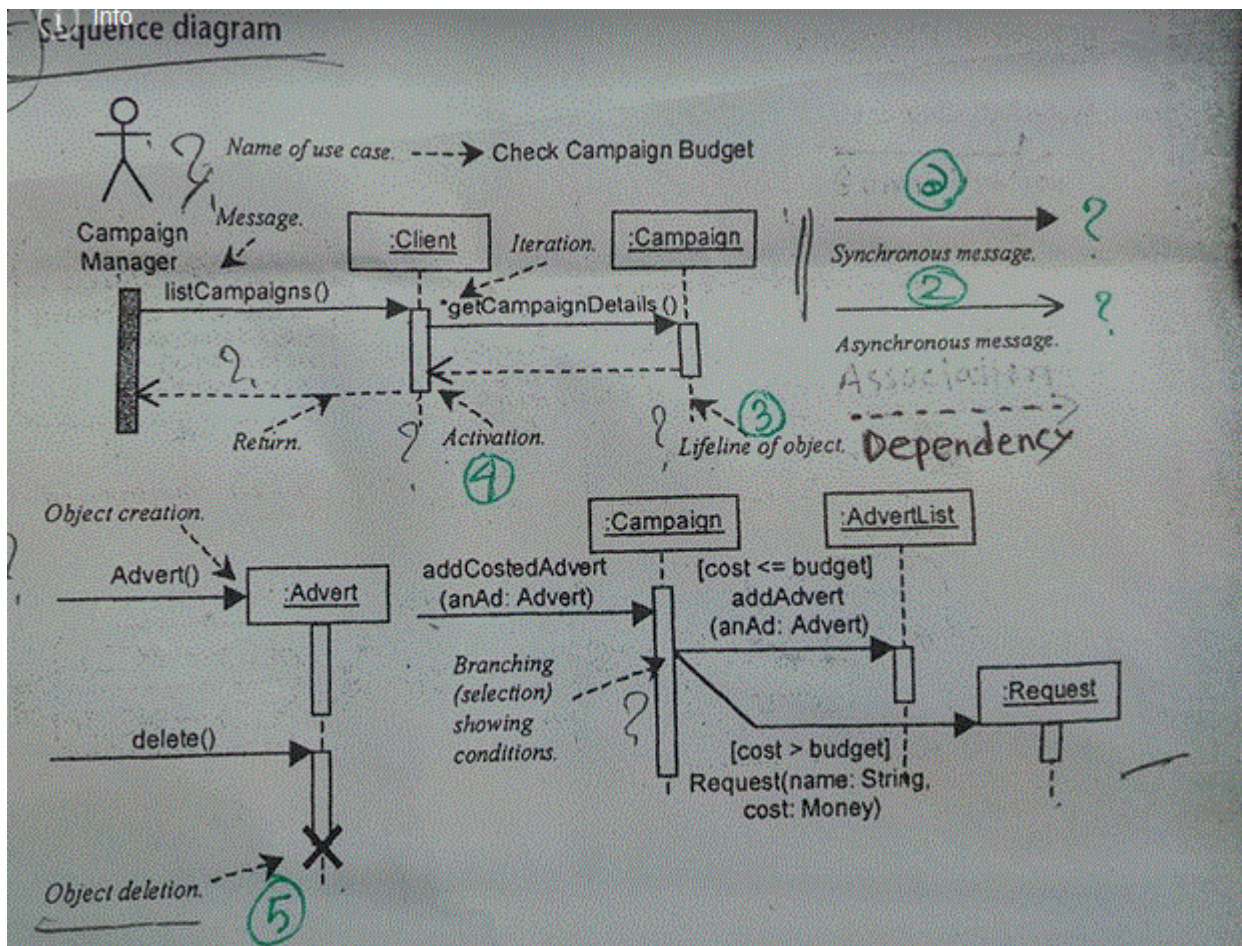 Info
Sequence diagram
Name of use case.
Check Campaign Budget
?
Message.
Campaign
Manager
:Client
Iteration.
:Campaign
2
?
Synchronous message.
listCampaigns()
*getCampaignDetails()
2
?
Asynchronous message.
Association
?
Return.
?
Activation.
4
?
3
Lifeline of object.
Dependency
Object creation.
Advert()
:Advert
:Campaign
:AdvertList
addCostedAdvert
(anAd: Advert)
[cost <= budget]
addAdvert
(anAd: Advert)
Branching
(selection)
showing
conditions.
?
:Request
delete()
[cost > budget]
Request(name: String,
cost: Money)
Object deletion.
5